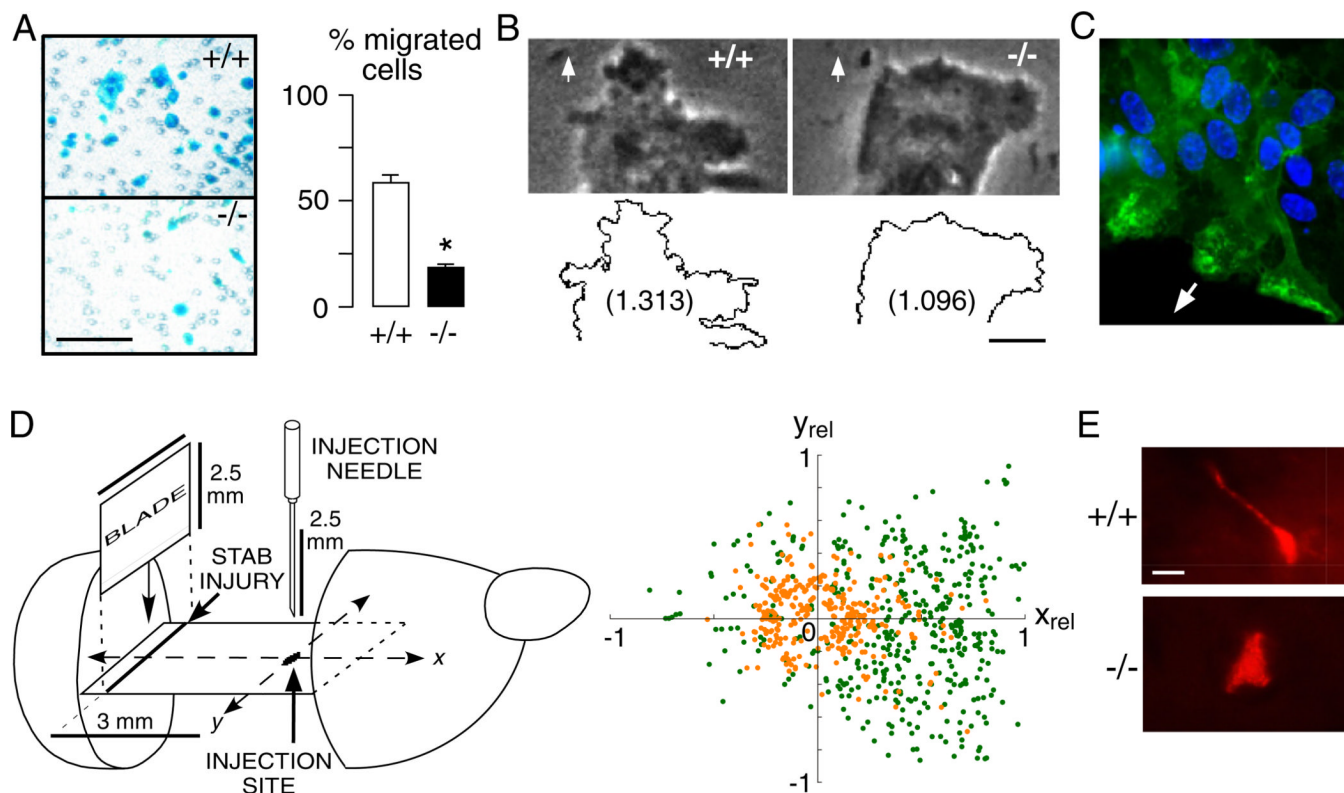 A
+/+
-/-
% migrated
cells
100
50
0
*
+/+
-/-
B
+/+
-/-
(1.313)
(1.096)
C
D
BLADE
2.5
mm
STAB
INJURY
INJECTION
NEEDLE
2.5
mm
x
y
3 mm
INJECTION
SITE
yrel
1
-1
0
1
xrel
-1
E
+/+
-/-